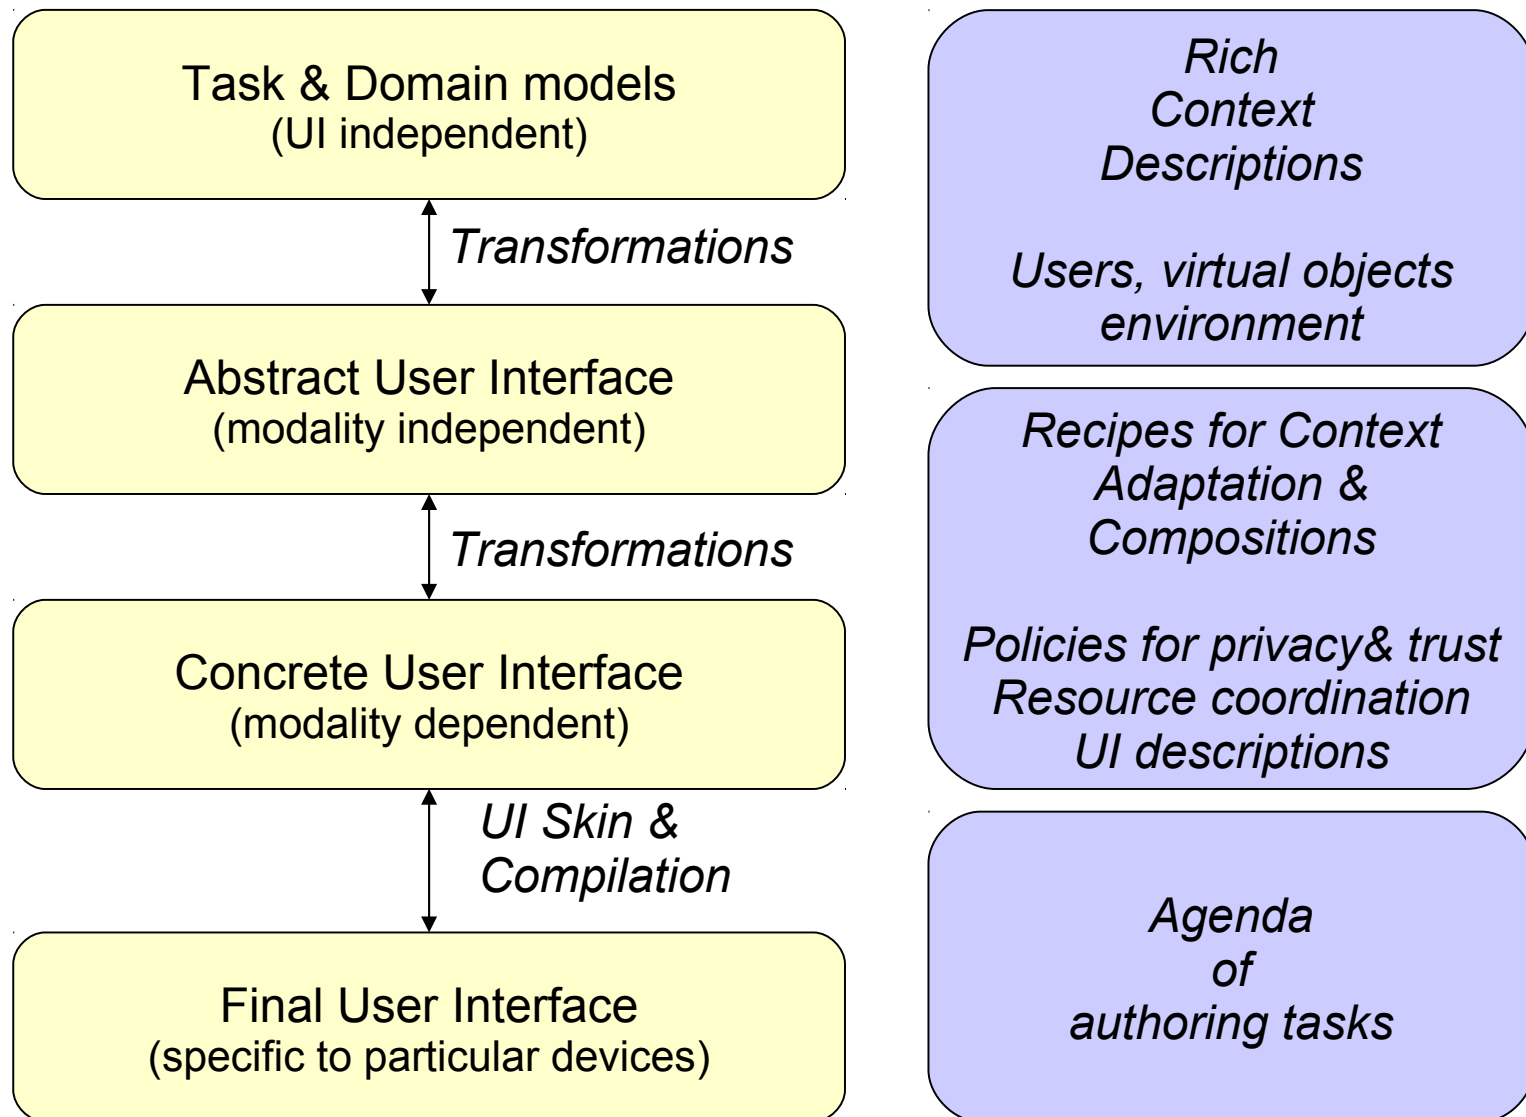 Task & Domain models
(UI independent)
Transformations
Abstract User Interface
(modality independent)
Transformations
Concrete User Interface
(modality dependent)
UI Skin &
Compilation
Final User Interface
(specific to particular devices)
Rich
Context
Descriptions
Users, virtual objects
environment
Recipes for Context
Adaptation &
Compositions
Policies for privacy& trust
Resource coordination
UI descriptions
Agenda
of
authoring tasks